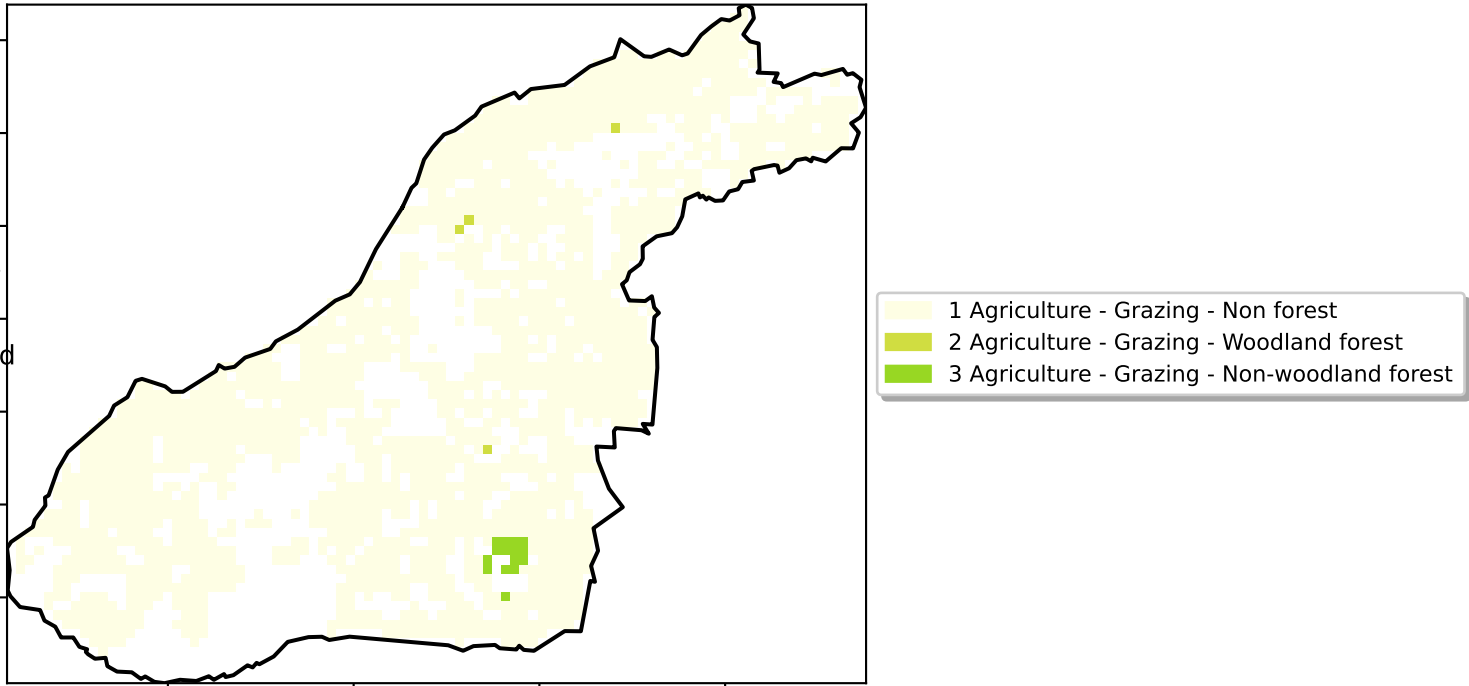 d
1 Agriculture - Grazing - Non forest
2 Agriculture - Grazing - Woodland forest
3 Agriculture - Grazing - Non-woodland forest